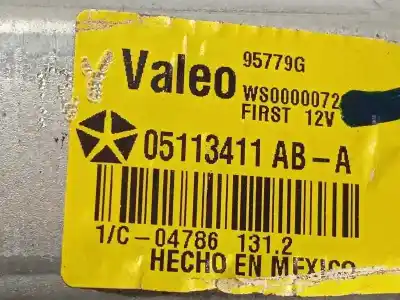 Valeo
95779G
WS0000072
FIRST 12V
05113411 AB-A
1/C-04786 131.2
HECHO EN MEXICO